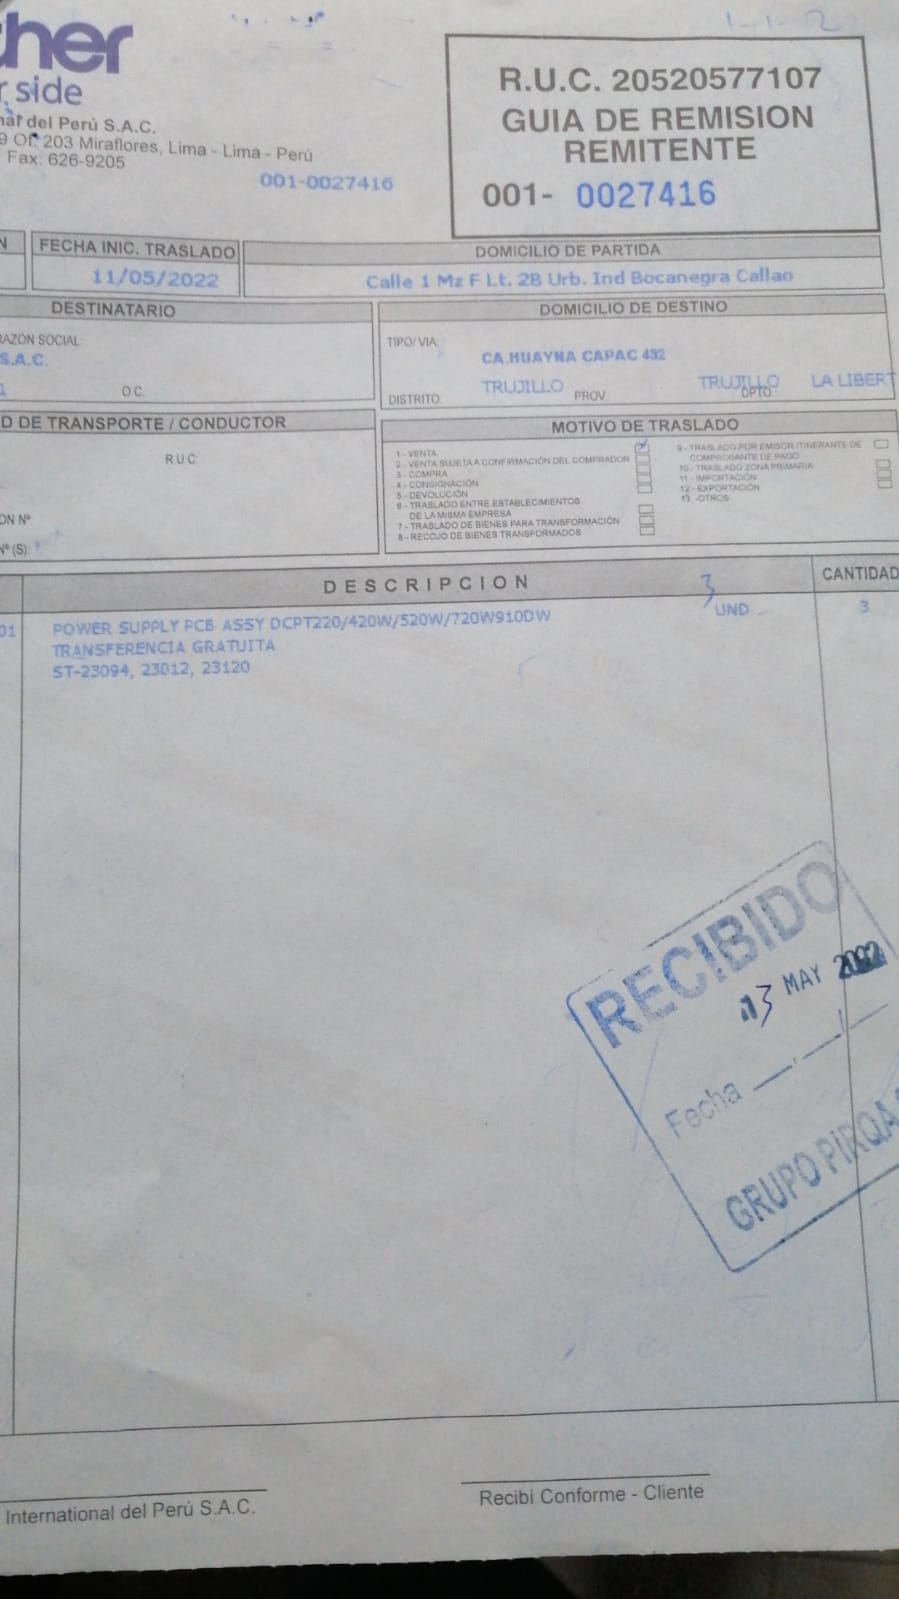 ther
r side
nal del Perú S.A.C.
9 Of. 203 Miraflores, Lima - Lima - Perú
Fax: 626-9205
001-0027416
R.U.C. 20520577107
GUIA DE REMISION
REMITENTE
001- 0027416
N
FECHA INIC. TRASLADO
11/05/2022
DOMICILIO DE PARTIDA
Calle 1 Mz F Lt. 2B Urb. Ind Bocanegra Callao
DESTINATARIO
RAZON SOCIAL:
S.A.C.
1
O.C.
DOMICILIO DE DESTINO
TIPO/VIA:
CA.HUAYNA CAPAC 432
DISTRITO TRUJILLO PROV. TRUJILLO DPTO. LA LIBERT
D DE TRANSPORTE / CONDUCTOR
R.U.C.
ON Nº
Nº (S):
MOTIVO DE TRASLADO
1 - VENTA
2 - VENTA SUJETA A CONFIRMACIÓN DEL COMPRADOR
3 - COMPRA
4 - CONSIGNACIÓN
5 - DEVOLUCIÓN
6 - TRASLADO ENTRE ESTABLECIMIENTOS
DE LA MISMA EMPRESA
7 - TRASLADO DE BIENES PARA TRANSFORMACIÓN
8 - RECOJO DE BIENES TRANSFORMADOS
9 - TRASLADO POR EMISOR ITINERANTE DE
COMPROBANTE DE PAGO
10 - TRASLADO ZONA PRIMARIA
11 - IMPORTACIÓN
12 - EXPORTACIÓN
13 - OTROS
DESCRIPCION
CANTIDAD
3
01 POWER SUPPLY PCB ASSY DCPT220/420W/520W/720W910DW UND 3
TRANSFERENCIA GRATUITA
ST-23094, 23012, 23120
RECIBIDO
13 MAY 2022
Fecha
GRUPO PIRQA
International del Perú S.A.C.
Recibi Conforme - Cliente